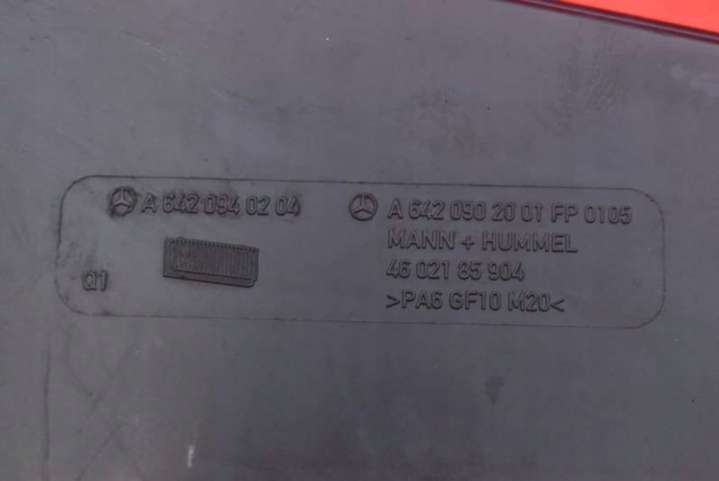 A 642 094 02 04
Q1
A 642 090 20 01 FP 0105
MANN + HUMMEL
46 021 85 904
>PA6 GF10 M20<